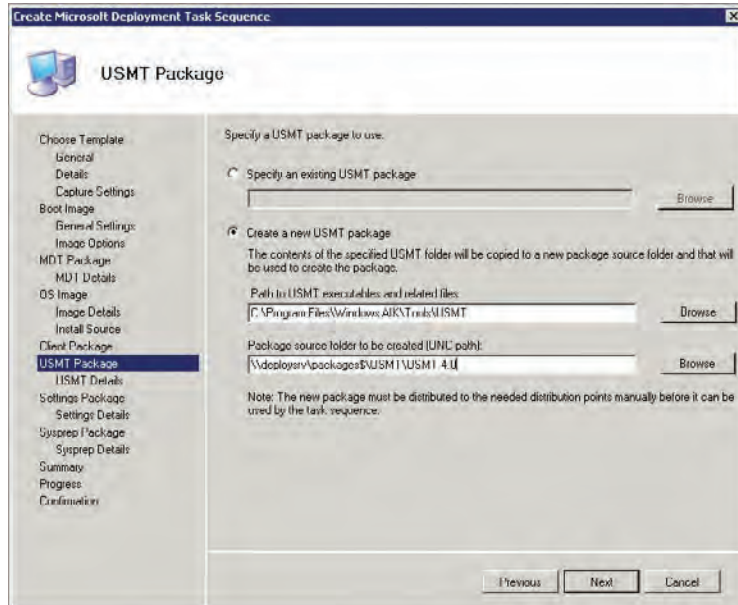 Create Microsoft Deployment Task Sequence
USMT Package
Choose Template
General
Details
Capture Settings
Boot Image
General Settings
Image Options
MDT Package
MDT Details
OS Image
Image Details
Install Source
Client Package
USMT Package
USMT Details
Settings Package
Settings Details
Sysprep Package
Sysprep Details
Summary
Progress
Confirmation
Specify a USMT package to use.
Specify an existing USMT package
Browse
Create a new USMT package
The contents of the specified USMT folder will be copied to a new package source folder and that will
be used to create the package.
Path to USMT executables and related files
C:\Program Files\Windows AIK\Tools\USMT
Browse
Package source folder to be created (UNC path):
\\deploysrv\packages$\USMT\USMT 4.0
Browse
Note: The new package must be distributed to the needed distribution points manually before it can be
used by the task sequence.
Previous
Next
Cancel